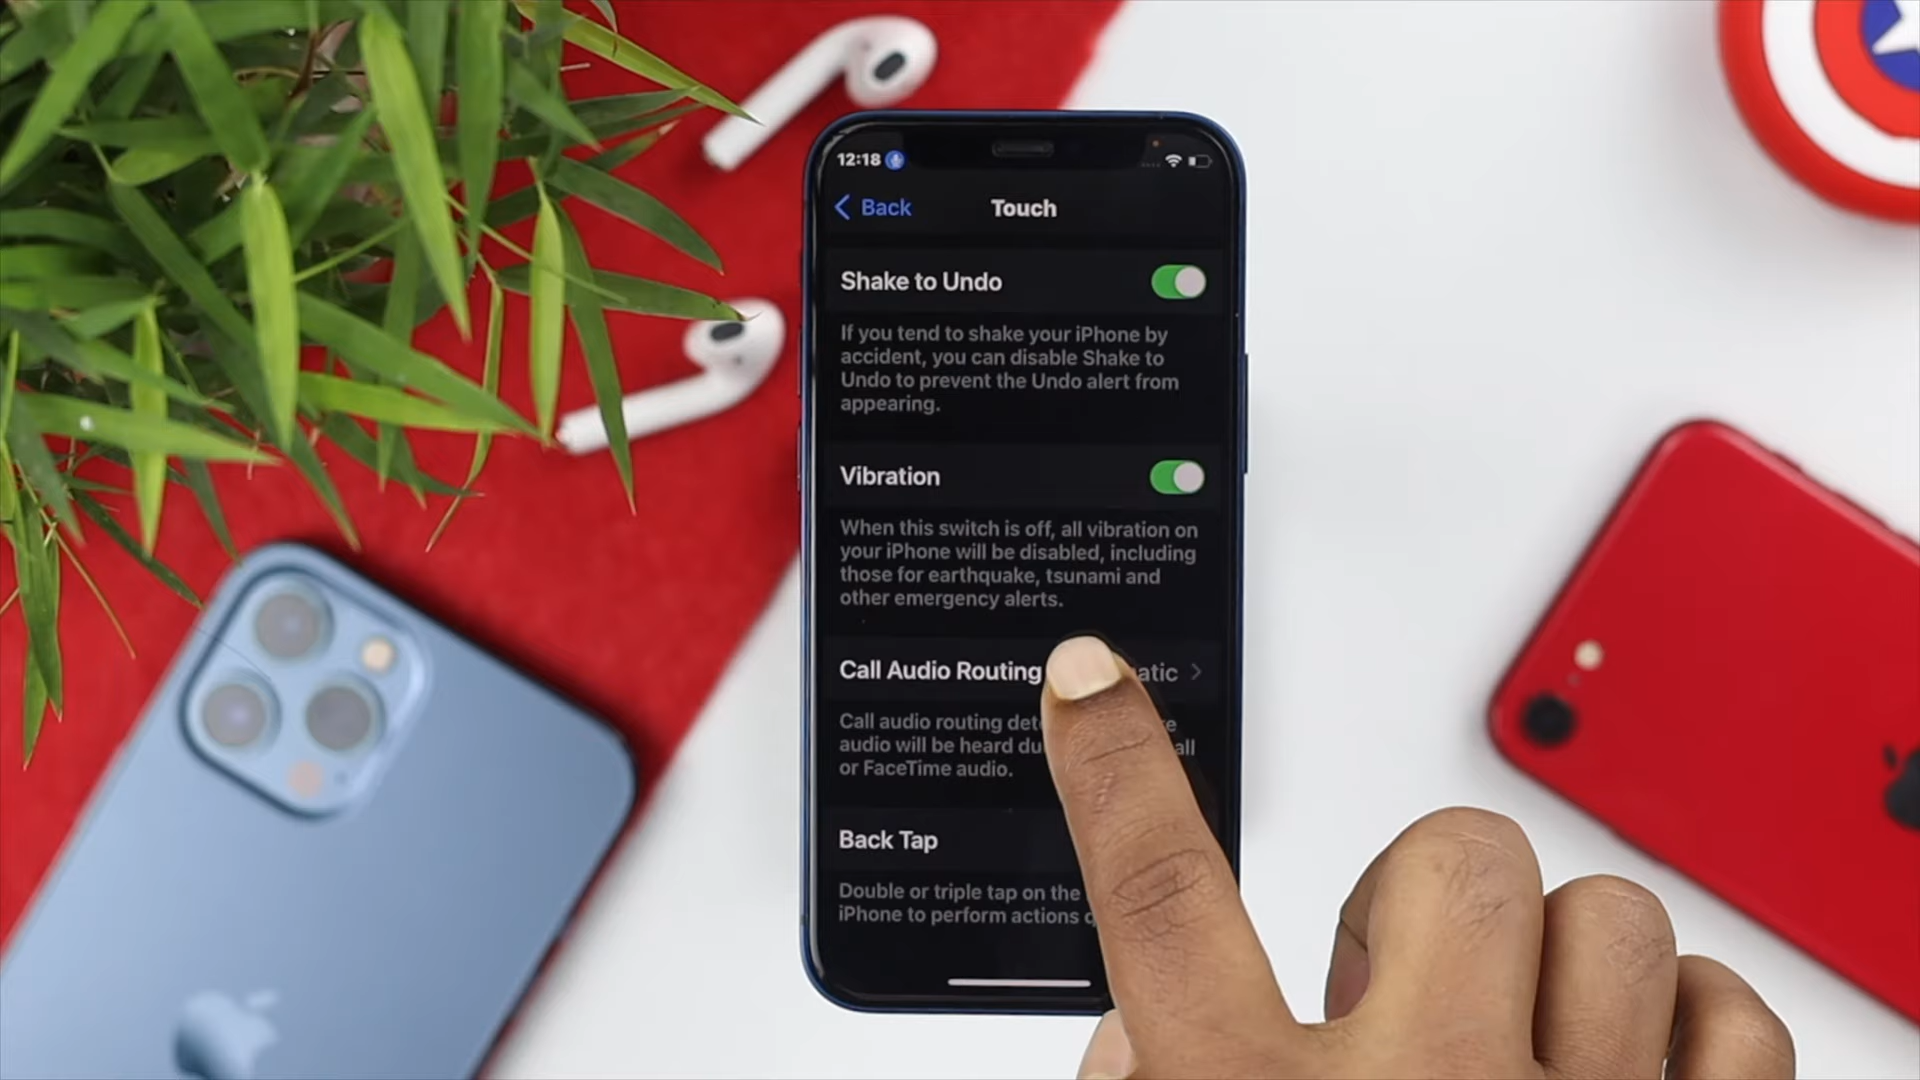 12:18
Back
Touch
Shake to Undo
If you tend to shake your iPhone by
accident, you can disable Shake to
Undo to prevent the Undo alert from
appearing.
Vibration
When this switch is off, all vibration on
your iPhone will be disabled, including
those for earthquake, tsunami and
other emergency alerts.
Call Audio Routing
Call audio routing
audio will be heard
or FaceTime audio.
Back Tap
Double or triple tap on the
iPhone to perform actions